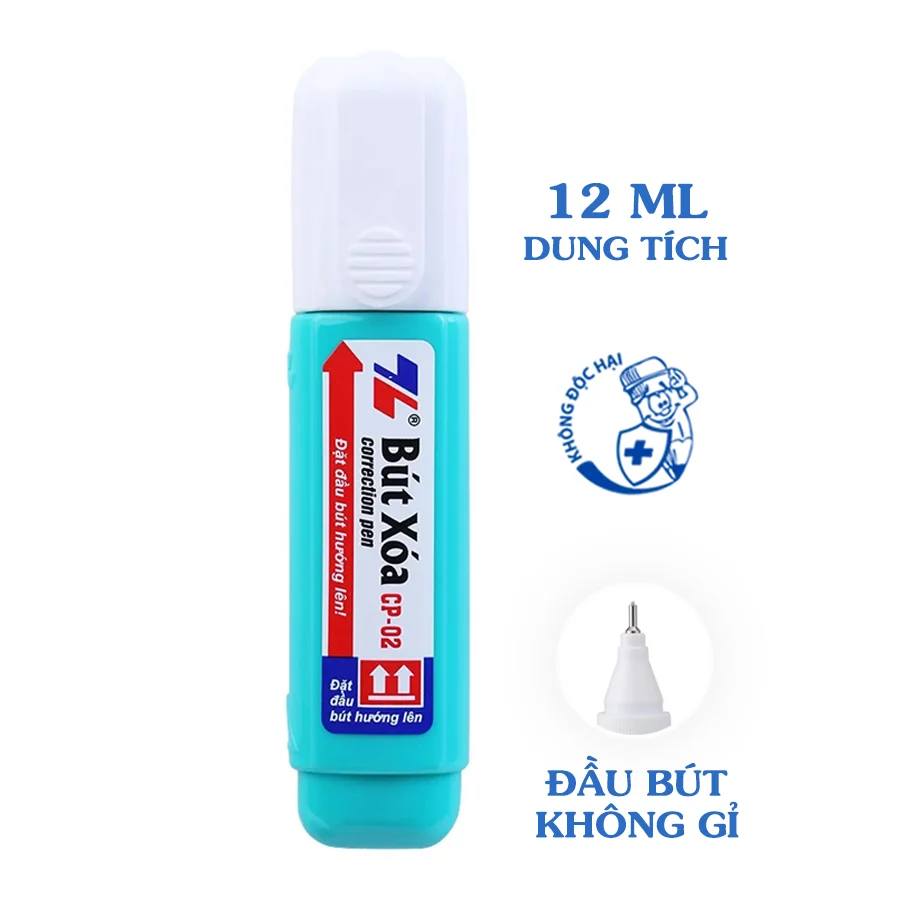 12 ML
DUNG TÍCH
KHÔNG ĐỘC HẠI
TL®
Bút Xóa CP-02
correction pen
Đặt đầu bút hướng lên!
Đặt
đầu
bút hướng lên
ĐẦU BÚT
KHÔNG GỈ